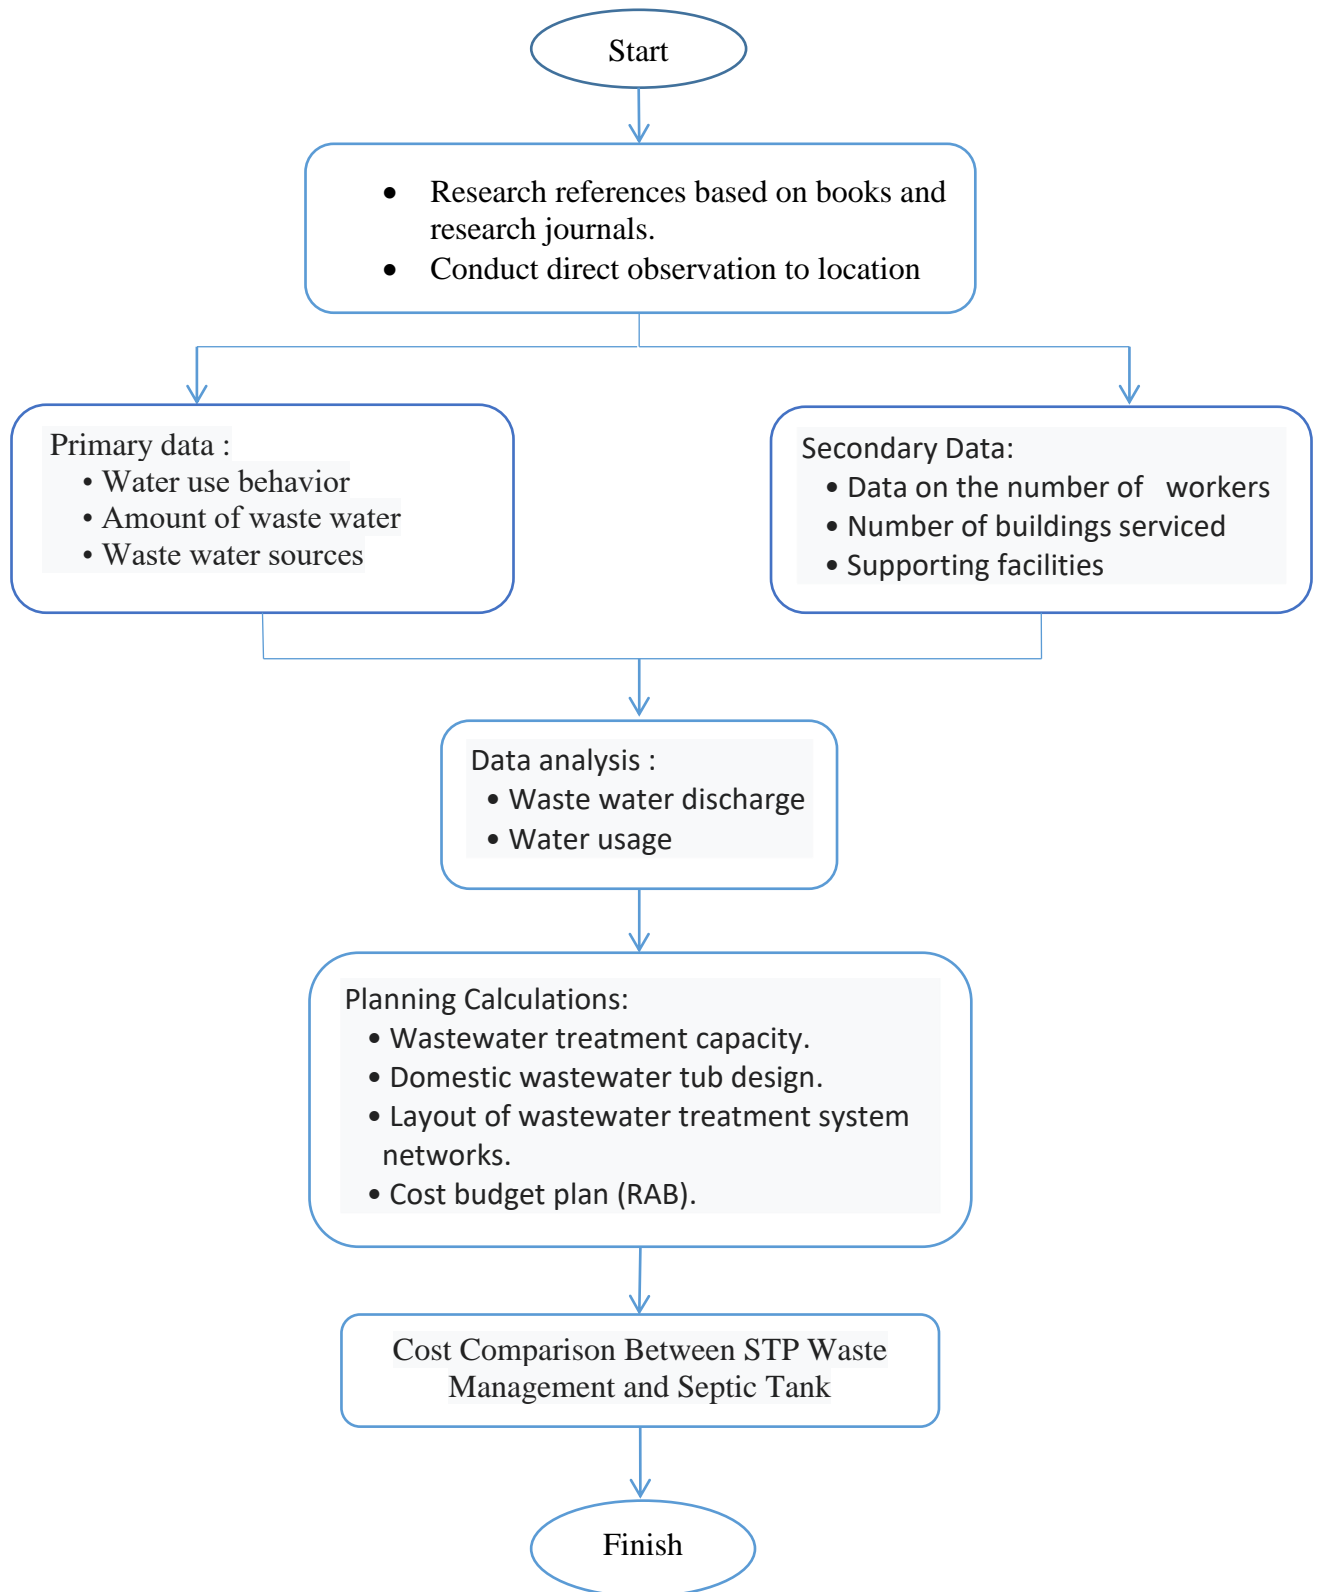 Start
• Research references based on books and
research journals.
• Conduct direct observation to location
Primary data :
• Water use behavior
• Amount of waste water
• Waste water sources
Secondary Data:
• Data on the number of workers
• Number of buildings serviced
• Supporting facilities
Data analysis :
• Waste water discharge
• Water usage
Planning Calculations:
• Wastewater treatment capacity.
• Domestic wastewater tub design.
• Layout of wastewater treatment system
networks.
• Cost budget plan (RAB).
Cost Comparison Between STP Waste
Management and Septic Tank
Finish